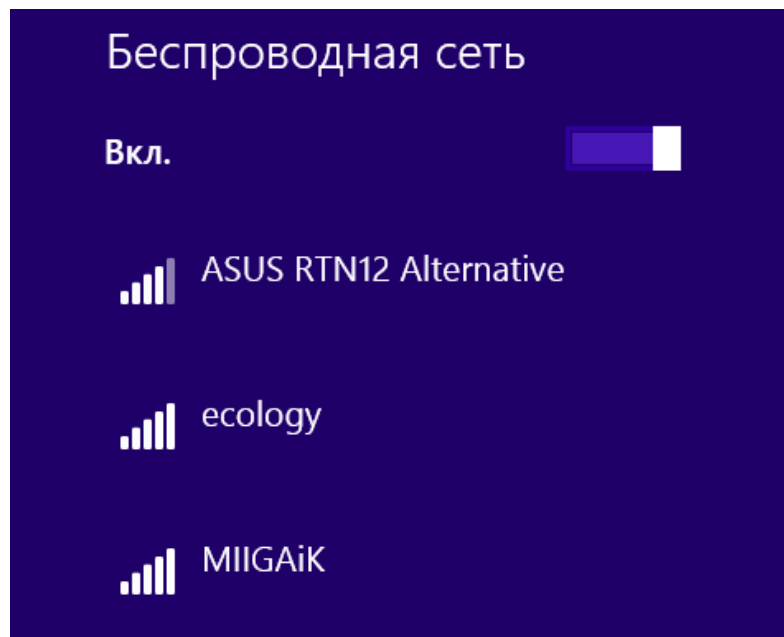 Беспроводная сеть
Вкл.
ASUS RTN12 Alternative
ecology
MIIGAiK